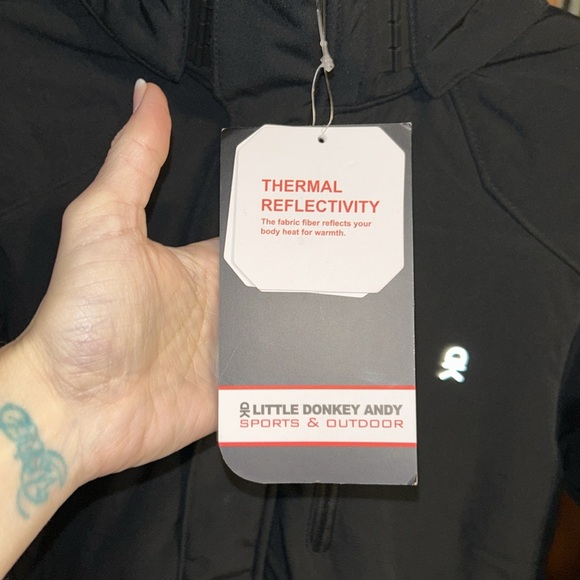 THERMAL
REFLECTIVITY
The fabric fiber reflects your
body heat for warmth.
LITTLE DONKEY ANDY
SPORTS & OUTDOOR